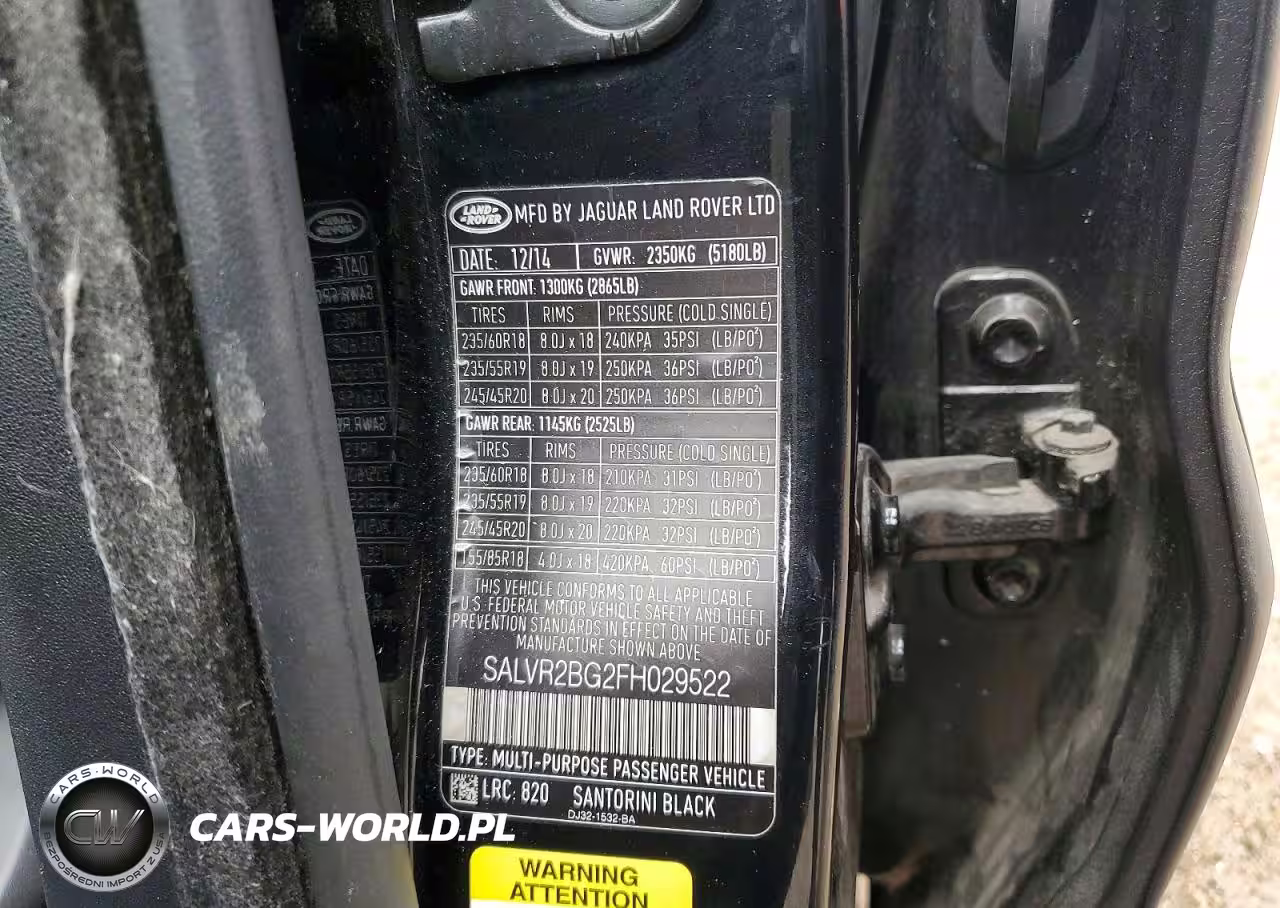 LAND ROVER MFD BY JAGUAR LAND ROVER LTD
DATE: 12/14 GVWR: 2350KG (5180LB)
GAWR FRONT: 1300KG (2865LB)
TIRES RIMS PRESSURE (COLD SINGLE)
235/60R18 8.0J x 18 240KPA 35PSI (LB/PO²)
235/55R19 8.0J x 19 250KPA 36PSI (LB/PO²)
245/45R20 8.0J x 20 250KPA 36PSI (LB/PO²)
GAWR REAR: 1145KG (2525LB)
TIRES RIMS PRESSURE (COLD SINGLE)
235/60R18 8.0J x 18 210KPA 31PSI (LB/PO²)
235/55R19 8.0J x 19 220KPA 32PSI (LB/PO²)
245/45R20 8.0J x 20 220KPA 32PSI (LB/PO²)
155/85R18 4.0J x 18 420KPA 60PSI (LB/PO²)
THIS VEHICLE CONFORMS TO ALL APPLICABLE
U.S. FEDERAL MOTOR VEHICLE SAFETY AND THEFT
PREVENTION STANDARDS IN EFFECT ON THE DATE OF
MANUFACTURE SHOWN ABOVE
SALVR2BG2FH029522
TYPE: MULTI-PURPOSE PASSENGER VEHICLE
LRC: 820 SANTORINI BLACK
DJ32-1532-BA
WARNING
ATTENTION
CARS-WORLD
CW
BEZPOŚREDNI IMPORT Z USA
CARS-WORLD.PL